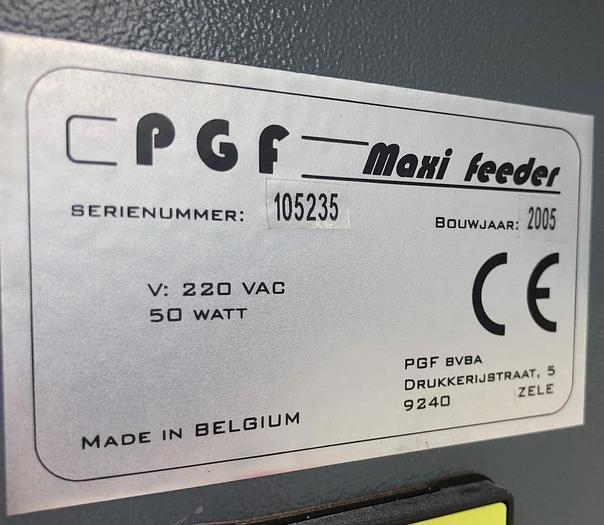 PGF Maxi feeder
SERIENUMMER: 105235 BOUWJAAR: 2005
V: 220 VAC
50 WATT
CE
PGF BVBA
DRUKKERIJSTRAAT, 5
9240 ZELE
MADE IN BELGIUM